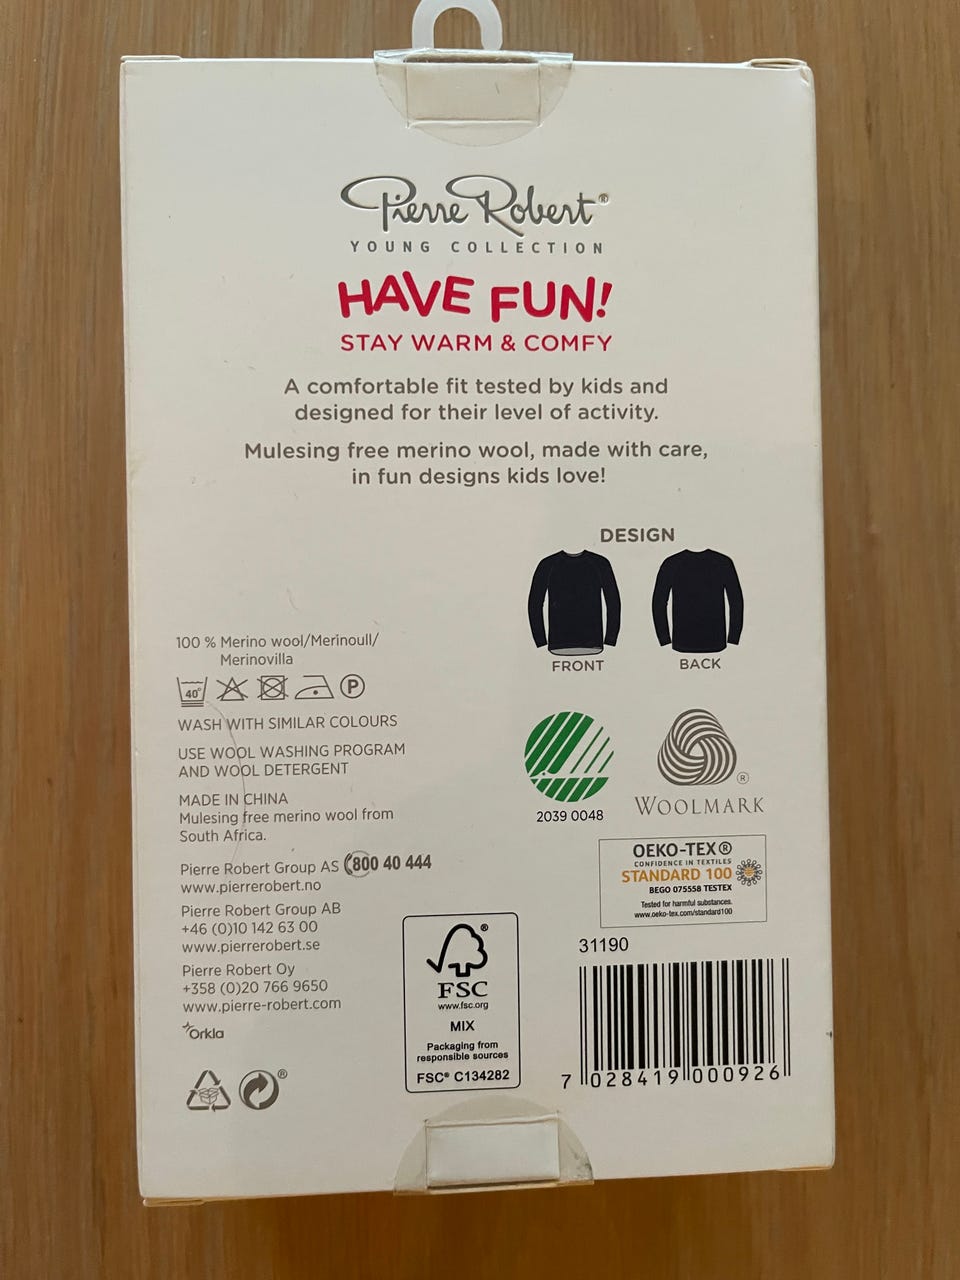 Pierre Robert®
YOUNG COLLECTION
HAVE FUN!
STAY WARM & COMFY
A comfortable fit tested by kids and
designed for their level of activity.
Mulesing free merino wool, made with care,
in fun designs kids love!
DESIGN
FRONT
BACK
100 % Merino wool/Merinoull/
Merinovilla
40°
P
WASH WITH SIMILAR COLOURS
USE WOOL WASHING PROGRAM
AND WOOL DETERGENT
MADE IN CHINA
Mulesing free merino wool from
South Africa.
Pierre Robert Group AS 800 40 444
www.pierrerobert.no
Pierre Robert Group AB
+46 (0)10 142 63 00
www.pierrerobert.se
Pierre Robert Oy
+358 (0)20 766 9650
www.pierre-robert.com
Orkla
®
2039 0048
®
WOOLMARK
OEKO-TEX®
CONFIDENCE IN TEXTILES
STANDARD 100
BEGO 075558 TESTEX
Tested for harmful substances.
www.oeko-tex.com/standard100
®
FSC
www.fsc.org
MIX
Packaging from
responsible sources
FSC® C134282
31190
7 028419 000926